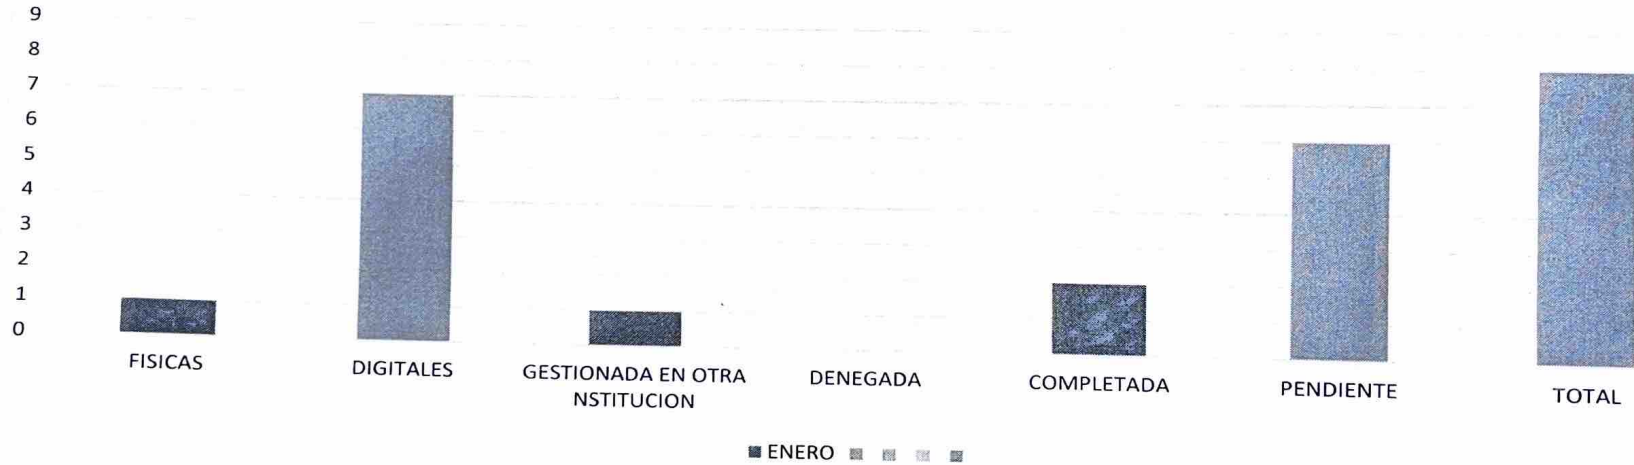 9
8
7
6
5
4
3
2
1
0
FISICAS
DIGITALES
GESTIONADA EN OTRA
NSTITUCION
DENEGADA
COMPLETADA
PENDIENTE
TOTAL
ENERO